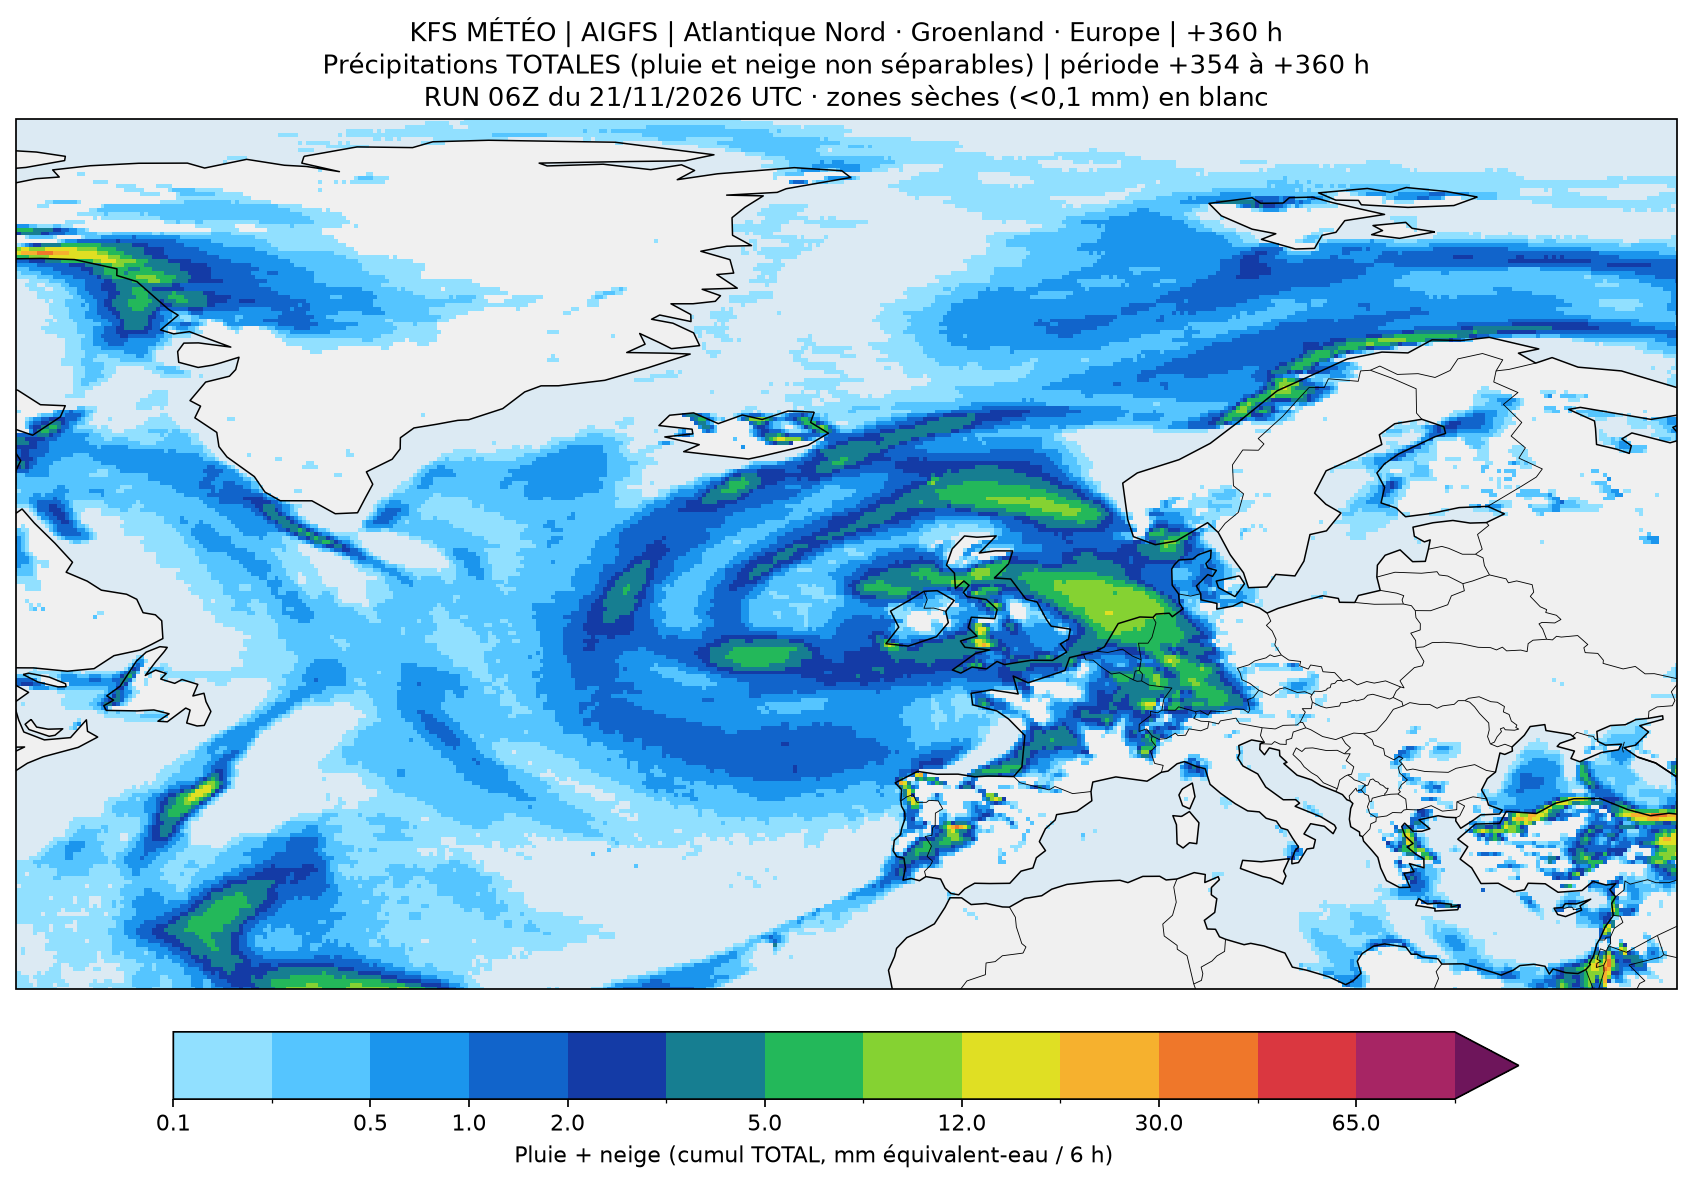 KFS MÉTÉO | AIGFS | Atlantique Nord · Groenland · Europe | +360 h
Précipitations TOTALES (pluie et neige non séparables) | période +354 à +360 h
RUN 06Z du 21/11/2026 UTC · zones sèches (<0,1 mm) en blanc
0.1 0.5 1.0 2.0 5.0 12.0 30.0 65.0
Pluie + neige (cumul TOTAL, mm équivalent-eau / 6 h)